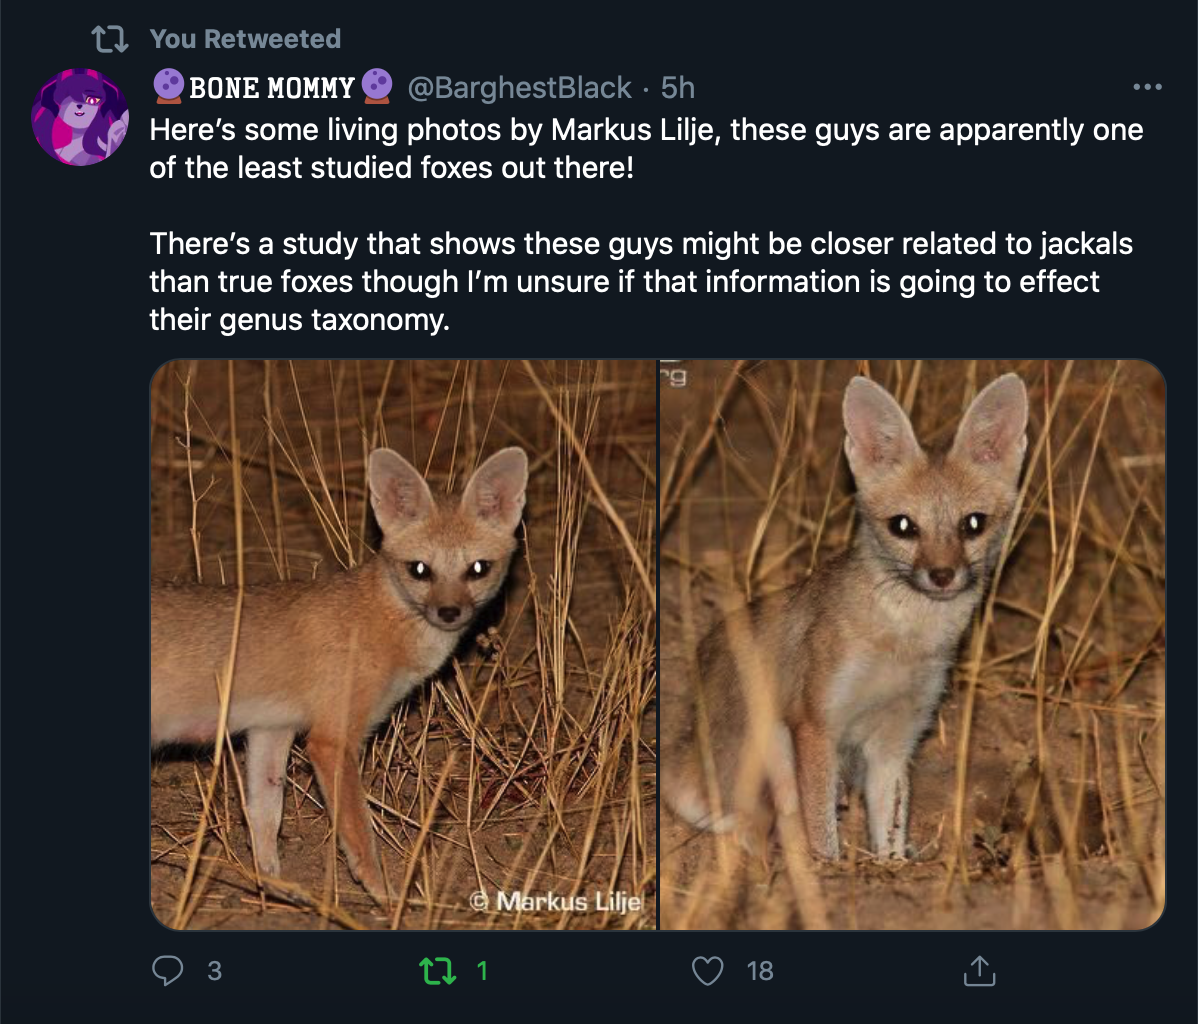 You Retweeted
🔮BONE MOMMY🔮 @BarghestBlack · 5h
Here’s some living photos by Markus Lilje, these guys are apparently one
of the least studied foxes out there!
There’s a study that shows these guys might be closer related to jackals
than true foxes though I’m unsure if that information is going to effect
their genus taxonomy.
rg
© Markus Lilje
3 1 18